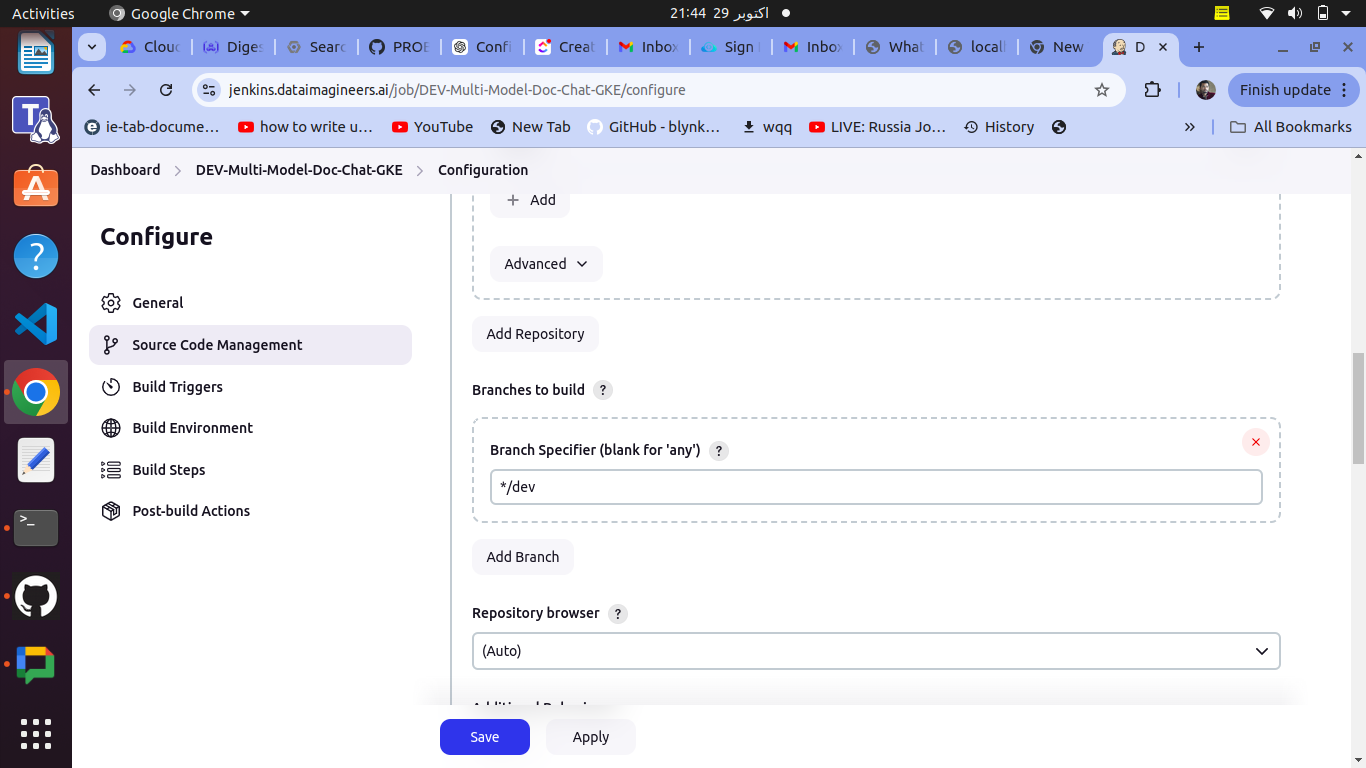 Activities
Google Chrome
21:44 29 اکتوبر
Clouc
Diges
Searc
PROE
Confi
Creat
Inbox
Sign I
Inbox
What
locall
New
D
jenkins.dataimagineers.ai/job/DEV-Multi-Model-Doc-Chat-GKE/configure
Finish update
ie-tab-docume…
how to write u…
YouTube
New Tab
GitHub - blynk…
wqq
LIVE: Russia Jo…
History
»
All Bookmarks
Dashboard
DEV-Multi-Model-Doc-Chat-GKE
Configuration
Configure
General
Source Code Management
Build Triggers
Build Environment
Build Steps
Post-build Actions
+ Add
Advanced
Add Repository
Branches to build ?
Branch Specifier (blank for 'any') ?
*/dev
Add Branch
Repository browser ?
(Auto)
Save
Apply